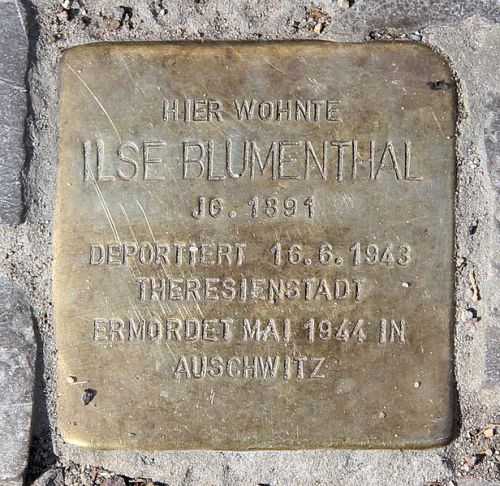 HIER WOHNTE
ILSE BLUMENTHAL
JG. 1891
DEPORTIERT 16.6.1943
THERESIENSTADT
ERMORDET MAI 1944 IN
AUSCHWITZ